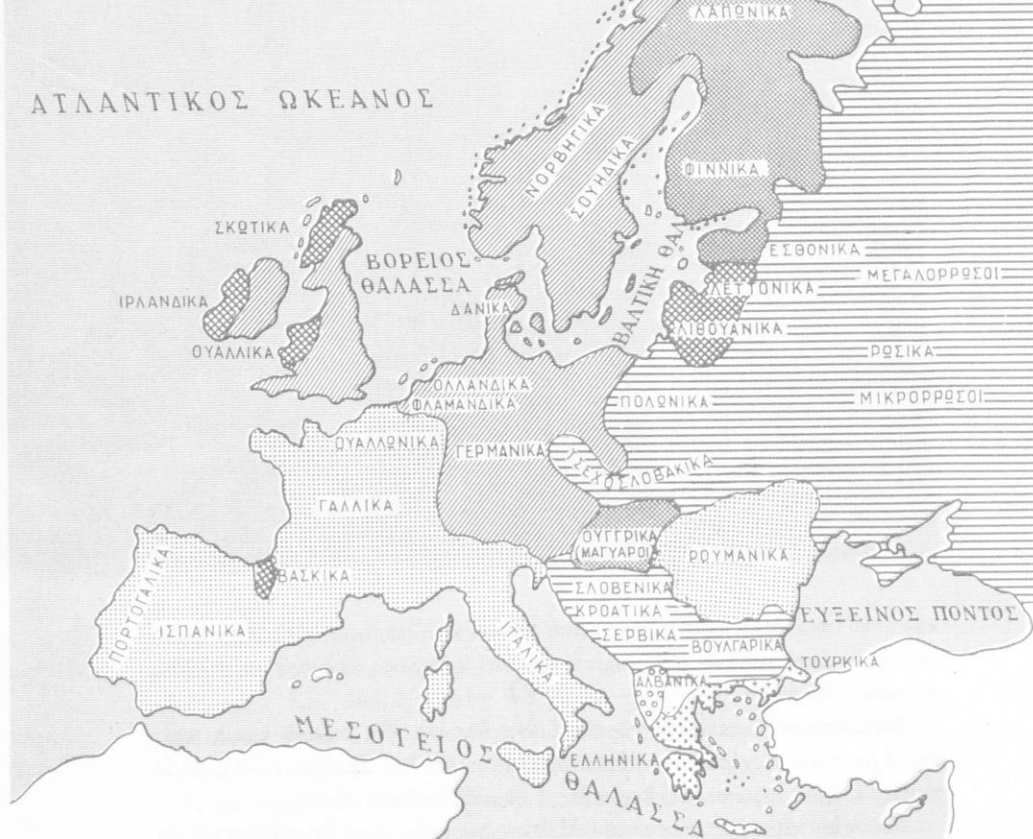 ΛΑΠΩΝΙΚΑ
ΑΤΛΑΝΤΙΚΟΣ ΩΚΕΑΝΟΣ
ΝΟΡΒΗΓΙΚΑ
ΣΟΥΗΔΙΚΑ
ΦΙΝΝΙΚΑ
ΣΚΩΤΙΚΑ
ΒΟΡΕΙΟΣ
ΘΑΛΑΣΣΑ
ΕΣΘΟΝΙΚΑ
ΜΕΓΑΛΟΡΡΩΣΟΙ
ΙΡΛΑΝΔΙΚΑ
ΔΑΝΙΚΑ
ΒΑΛΤΙΚΗ ΘΑΛ
ΛΕΤΤΟΝΙΚΑ
ΛΙΘΟΥΑΝΙΚΑ
ΟΥΑΛΛΙΚΑ
ΡΩΣΙΚΑ
ΟΛΛΑΝΔΙΚΑ
ΦΛΑΜΑΝΔΙΚΑ
ΠΟΛΩΝΙΚΑ
ΜΙΚΡΟΡΡΩΣΟΙ
ΟΥΑΛΛΩΝΙΚΑ
ΓΕΡΜΑΝΙΚΑ
ΤΣΕΧΟΣΛΟΒΑΚΙΚΑ
ΓΑΛΛΙΚΑ
ΟΥΓΓΡΙΚΑ
ΜΑΓΥΑΡΟΙ
ΡΟΥΜΑΝΙΚΑ
ΒΑΣΚΙΚΑ
ΣΛΟΒΕΝΙΚΑ
ΚΡΟΑΤΙΚΑ
ΕΥΞΕΙΝΟΣ ΠΟΝΤΟΣ
ΠΟΡΤΟΓΑΛΙΚΑ
ΙΣΠΑΝΙΚΑ
ΙΤΑΛΙΚΑ
ΣΕΡΒΙΚΑ
ΒΟΥΛΓΑΡΙΚΑ
ΤΟΥΡΚΙΚΑ
ΑΛΒΑΝΙΚΑ
ΜΕΣΟΓΕΙΟΣ
ΘΑΛΑΣΣΑ
ΕΛΛΗΝΙΚΑ